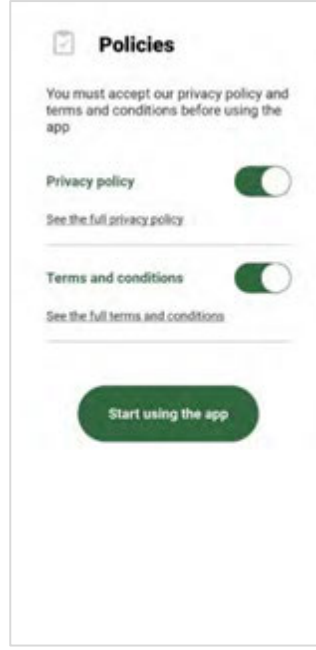 Policies
You must accept our privacy policy and
terms and conditions before using the
app
Privacy policy
See the full privacy policy
Terms and conditions
See the full terms and conditions
Start using the app